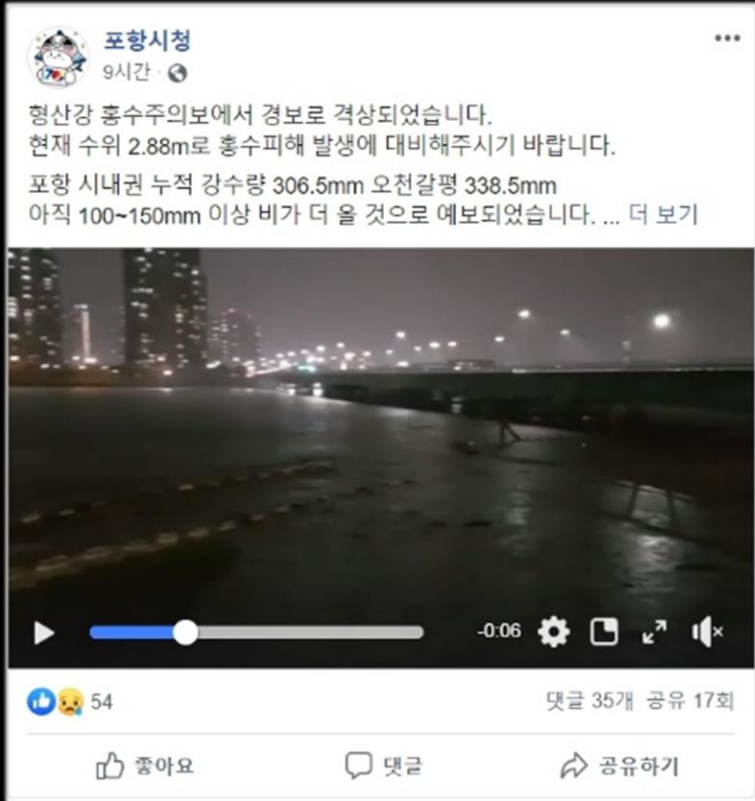 포항시청
9시간
형산강 홍수주의보에서 경보로 격상되었습니다.
현재 수위 2.88m로 홍수피해 발생에 대비해주시기 바랍니다.
포항 시내권 누적 강수량 306.5mm 오천갈평 338.5mm
아직 100~150mm 이상 비가 더 올 것으로 예보되었습니다. ... 더 보기
-0:06
54
댓글 35개 공유 17회
좋아요 댓글 공유하기